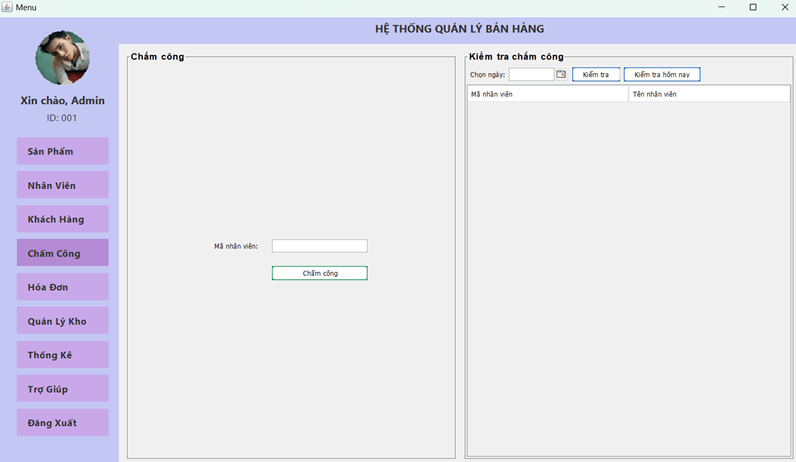 Menu
HỆ THỐNG QUẢN LÝ BÁN HÀNG
Xin chào, Admin
ID: 001
Sản Phẩm
Nhân Viên
Khách Hàng
Chấm Công
Hóa Đơn
Quản Lý Kho
Thống Kê
Trợ Giúp
Đăng Xuất
Chấm công
Mã nhân viên:
Chấm công
Kiểm tra chấm công
Chọn ngày:
Kiểm tra
Kiểm tra hôm nay
Mã nhân viên
Tên nhân viên